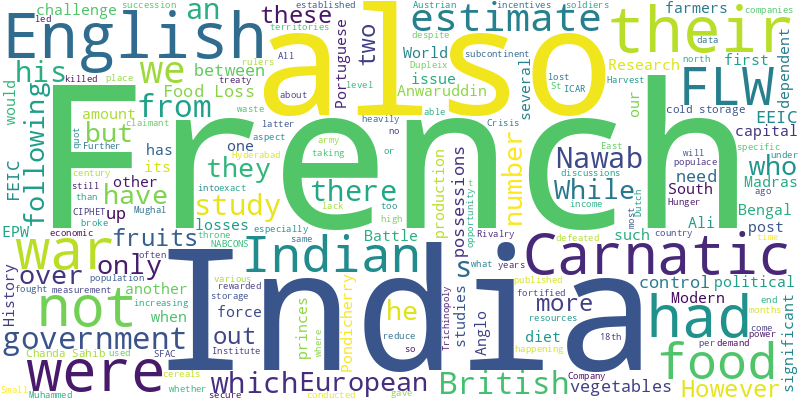 led
challenge
succession
an
established
Austrian
incentives
soldiers
these
territories
English
also
estimate
their
farmers
rulers
companies
All
data
despite
Dupleix
level
north
two
World
subcontinent
lost
ICAR
St
Harvest
dependent
killed
place
his
we
between
Portuguese
issue
Research
first
treaty
Food Loss
about
waste
several
our
would
following
amount
from
Anwaruddin
able
FLW
cold storage
EEIC
Claimant
quot
but
French
aspect
latter
army
heavily
no
Crisis
capital
Hyderabad
Further
has
one
taking
or
East
specific
under
FEIC
century
its
they
there
production
number
Nawab
who
populace
will
still
other
intoexacts
discussions
than
have
while
need
South
Madras
ago
CIPHET
Mughal
up
study
lack
too
opportunity
possessions
income
Hunger
Ali
EPW
broke
losses
high
Dutch
most
such
Bengal
post
economic
NABCONS
especially
Battle
Rivalry
country
war
fruits
throne
same
Indian
s
Carnatic
defeated
time
over
only
often
various
what
years
control
political
History
population
rewarded
Pondicherry
he
published
Modern
not
another
storage
force
princes
studies
Anglo
fortified
more
end
fought
measurement
resources
months
increasing
when
out
India
had
come
government
where
Trichinopoly
Institute
reduce
18th
diet
per
demand
power
significant
Chanda Sahib
used
SFAC
so
happening
food
were
which
European
British
opportunity
Small
cereals
secure
Company
vegetables
However
Muhammed
whether
conducted
gave